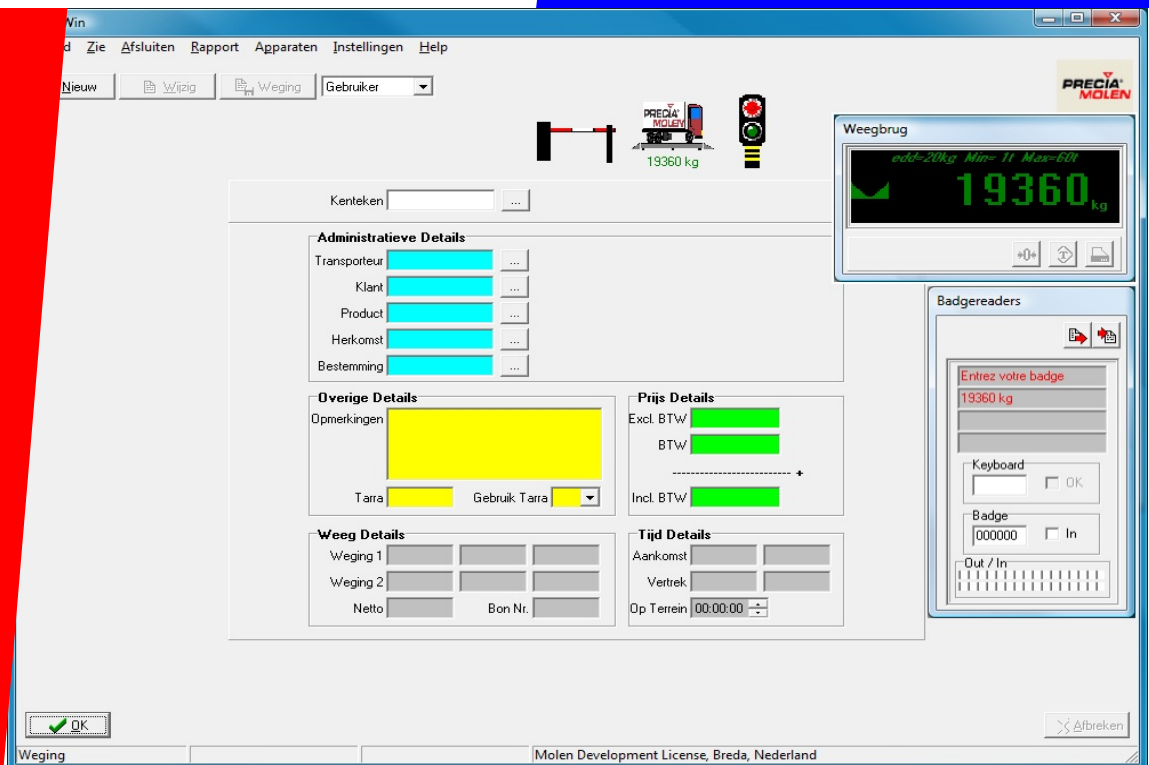 Win
Zie Afsluiten Rapport Apparaten Instellingen Help
Nieuw Wijzig Weging Gebruiker
PRECIA
MOLEN
PRECIA
MOLEN
19360 kg
Weegbrug
edd=20kg Min= 1t Max=60t
19360 kg
→0← T
Kenteken ...
Administratieve Details
Transporteur ...
Klant ...
Product ...
Herkomst ...
Bestemming ...
Overige Details
Opmerkingen
Tarra Gebruik Tarra
Prijs Details
Excl. BTW
BTW
-------------------------- +
Incl. BTW
Weeg Details
Weging 1
Weging 2
Netto Bon Nr.
Tijd Details
Aankomst
Vertrek
Op Terrein 00:00:00
Badgereaders
Entrez votre badge
19360 kg
Keyboard
OK
Badge
000000 In
Out / In
OK
Afbreken
Weging Molen Development License, Breda, Nederland